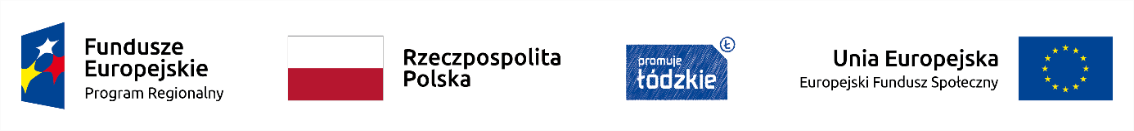 Fundusze
Europejskie
Program Regionalny
Rzeczpospolita
Polska
promuje
łódzkie
Ł
Unia Europejska
Europejski Fundusz Społeczny